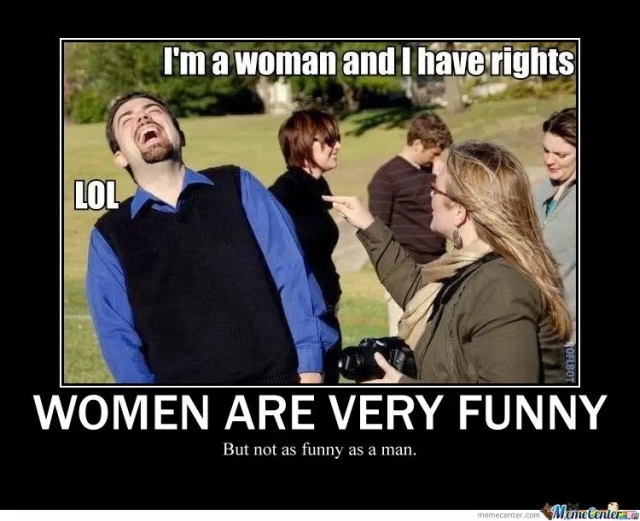 I'm a woman and I have rights
LOL
WOMEN ARE VERY FUNNY
But not as funny as a man.
memecenter.com MemeCenter